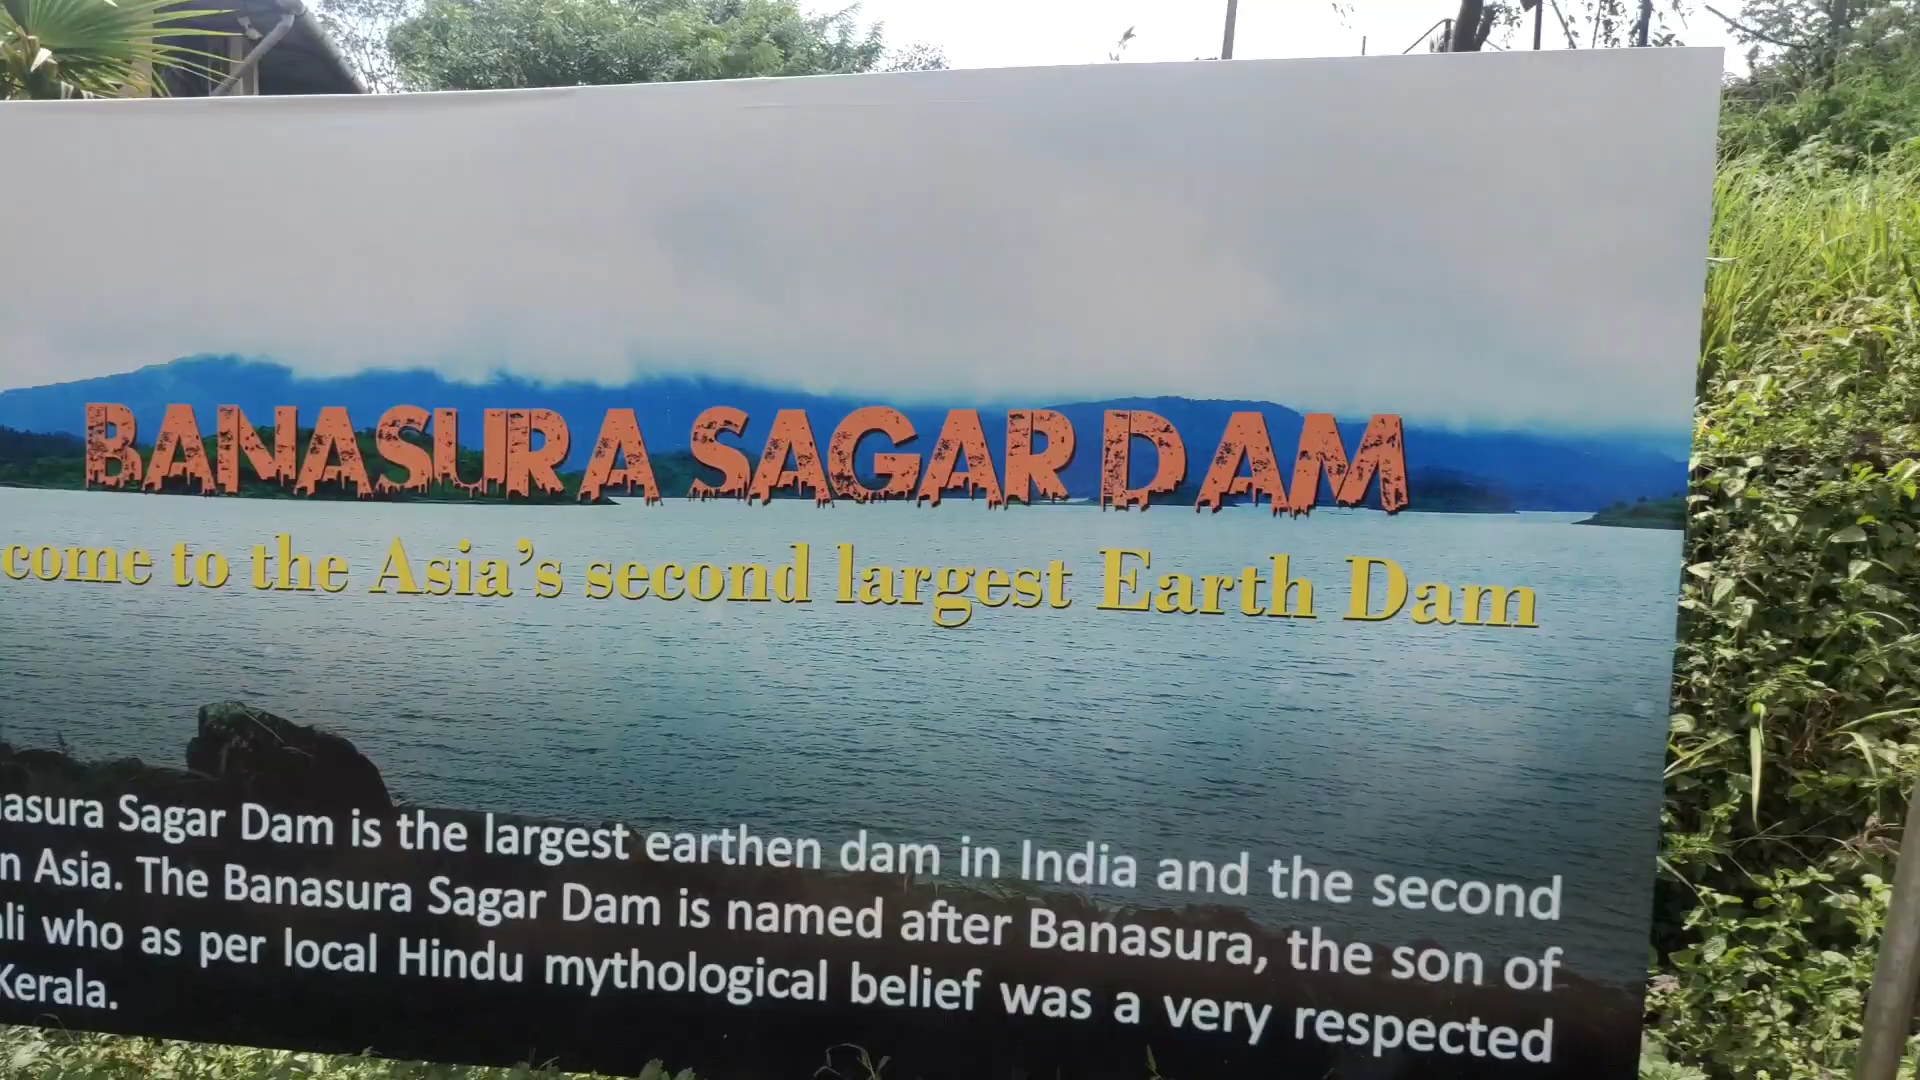 BANASURA SAGAR DAM
come to the Asia's second largest Earth Dam
asura Sagar Dam is the largest earthen dam in India and the second
n Asia. The Banasura Sagar Dam is named after Banasura, the son of
li who as per local Hindu mythological belief was a very respected
Kerala.